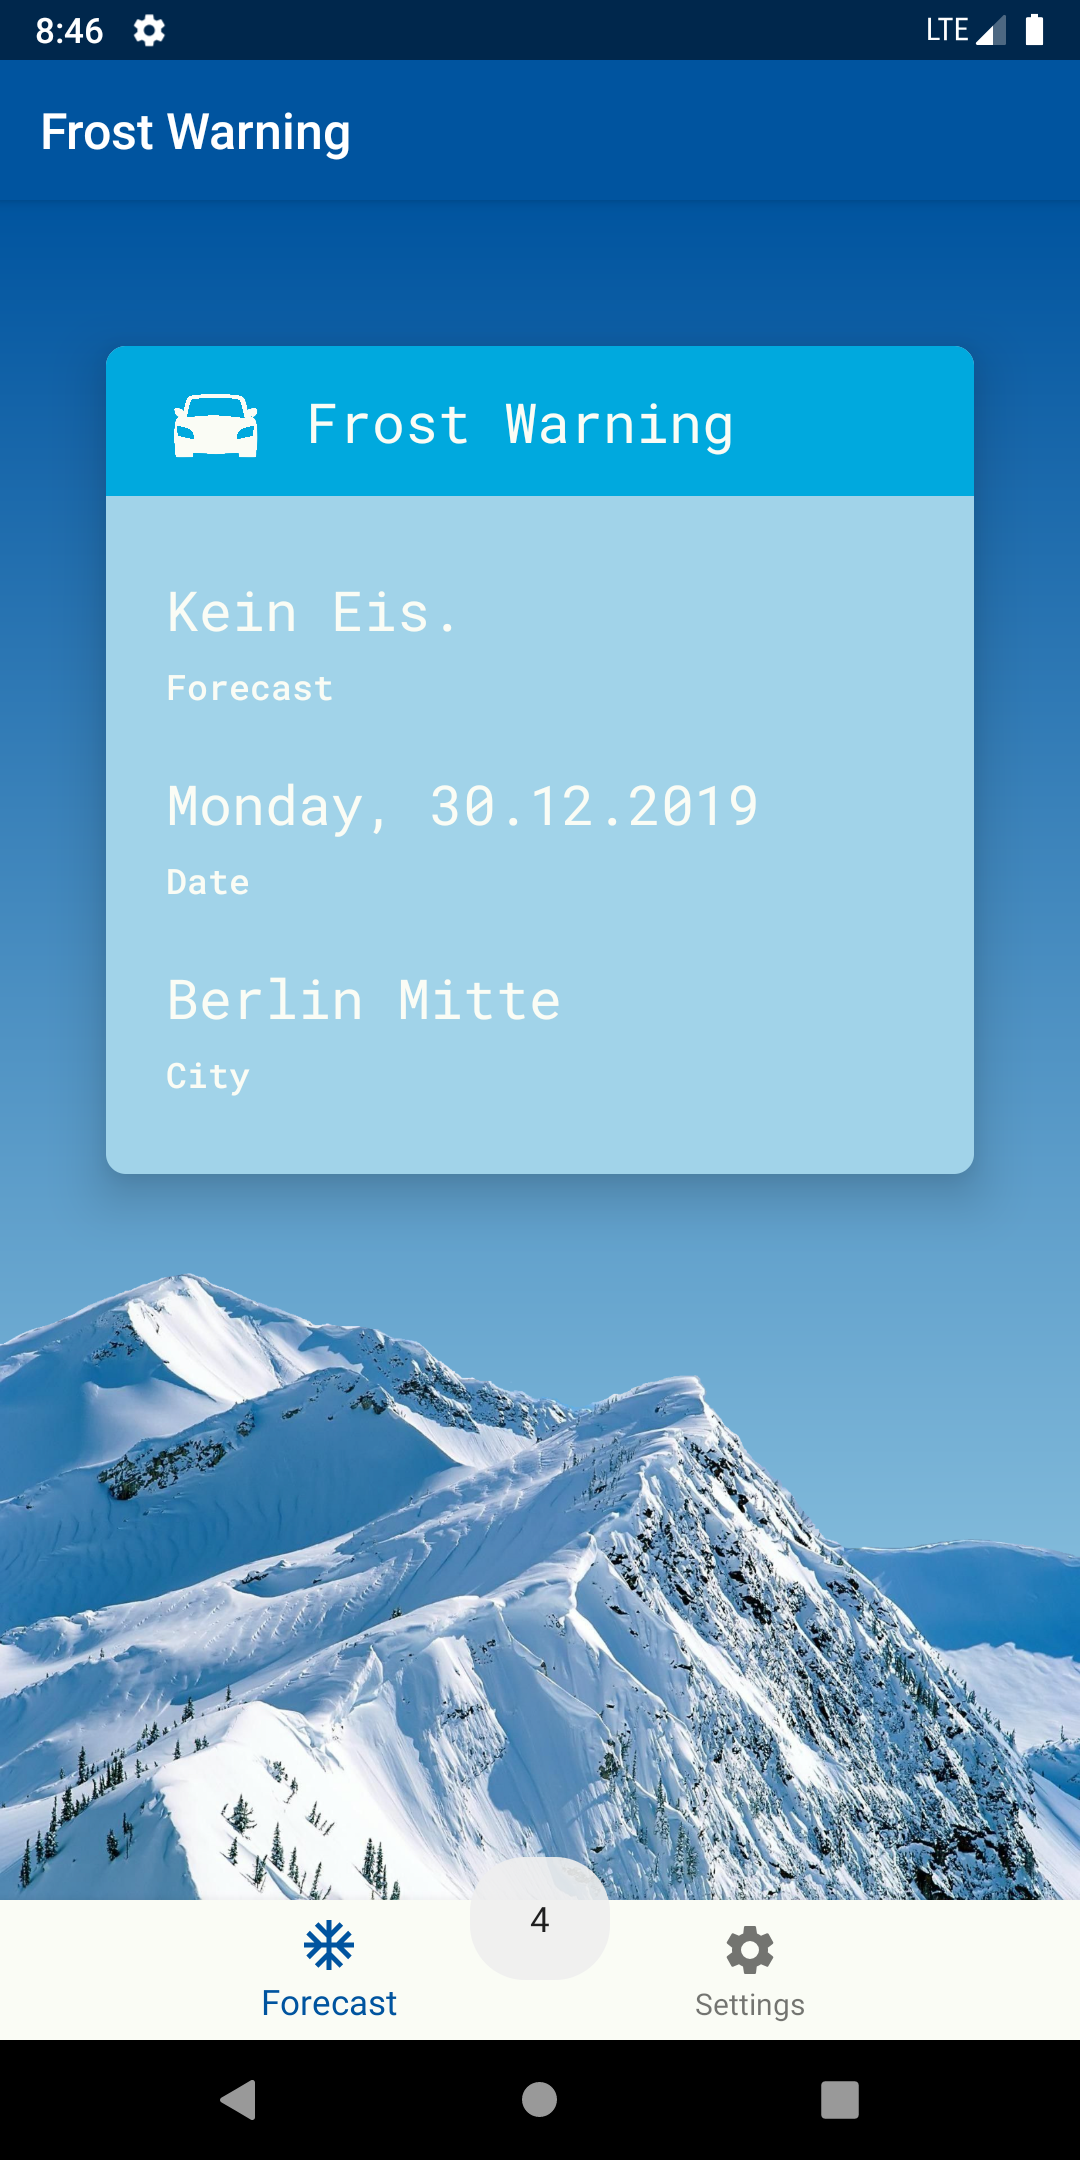 8:46
LTE
Frost Warning
Frost Warning
Kein Eis.
Forecast
Monday, 30.12.2019
Date
Berlin Mitte
City
4
Forecast
Settings